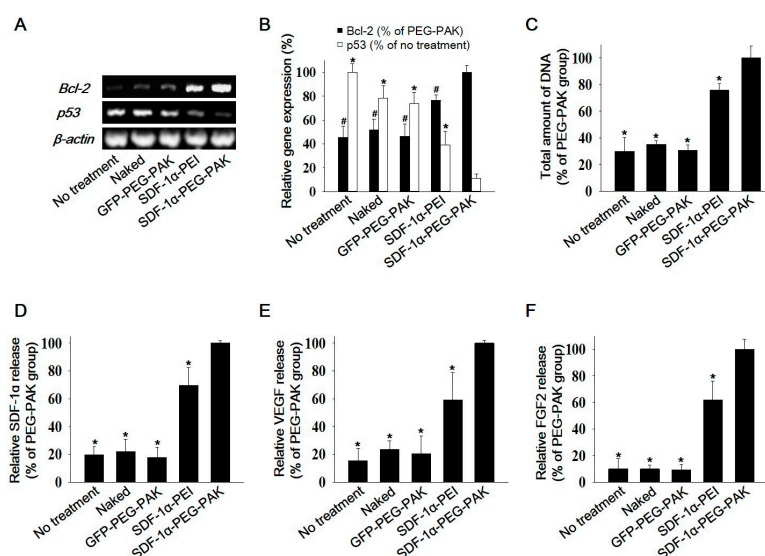 A
Bcl-2
p53
β-actin
No treatment
Naked
GFP-PEG-PAK
SDF-1α-PEI
SDF-1α-PEG-PAK
B
Bcl-2 (% of PEG-PAK)
p53 (% of no treatment)
Relative gene expression (%)
100
80
60
40
20
0
# * # * # * # *
No treatment
Naked
GFP-PEG-PAK
SDF-1α-PEI
SDF-1α-PEG-PAK
C
Total amount of DNA
(% of PEG-PAK group)
100
80
60
40
20
0
* * * *
No treatment
Naked
GFP-PEG-PAK
SDF-1α-PEI
SDF-1α-PEG-PAK
D
Relative SDF-1α release
(% of PEG-PAK group)
100
80
60
40
20
0
* * * *
No treatment
Naked
GFP-PEG-PAK
SDF-1α-PEI
SDF-1α-PEG-PAK
E
Relative VEGF release
(% of PEG-PAK group)
100
80
60
40
20
0
* * * *
No treatment
Naked
GFP-PEG-PAK
SDF-1α-PEI
SDF-1α-PEG-PAK
F
Relative FGF2 release
(% of PEG-PAK group)
100
80
60
40
20
0
* * * *
No treatment
Naked
GFP-PEG-PAK
SDF-1α-PEI
SDF-1α-PEG-PAK